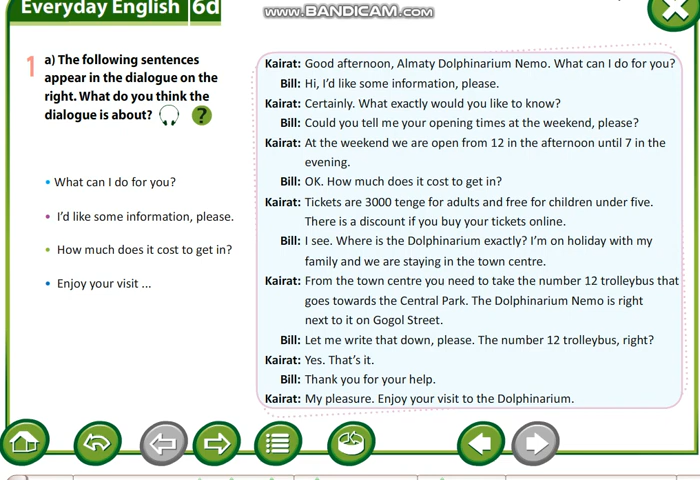 Everyday English 6d
www.BANDICAM.com
1 a) The following sentences
appear in the dialogue on the
right. What do you think the
dialogue is about? ?
• What can I do for you?
• I'd like some information, please.
• How much does it cost to get in?
• Enjoy your visit ...
Kairat: Good afternoon, Almaty Dolphinarium Nemo. What can I do for you?
Bill: Hi, I'd like some information, please.
Kairat: Certainly. What exactly would you like to know?
Bill: Could you tell me your opening times at the weekend, please?
Kairat: At the weekend we are open from 12 in the afternoon until 7 in the
evening.
Bill: OK. How much does it cost to get in?
Kairat: Tickets are 3000 tenge for adults and free for children under five.
There is a discount if you buy your tickets online.
Bill: I see. Where is the Dolphinarium exactly? I'm on holiday with my
family and we are staying in the town centre.
Kairat: From the town centre you need to take the number 12 trolleybus that
goes towards the Central Park. The Dolphinarium Nemo is right
next to it on Gogol Street.
Bill: Let me write that down, please. The number 12 trolleybus, right?
Kairat: Yes. That's it.
Bill: Thank you for your help.
Kairat: My pleasure. Enjoy your visit to the Dolphinarium.